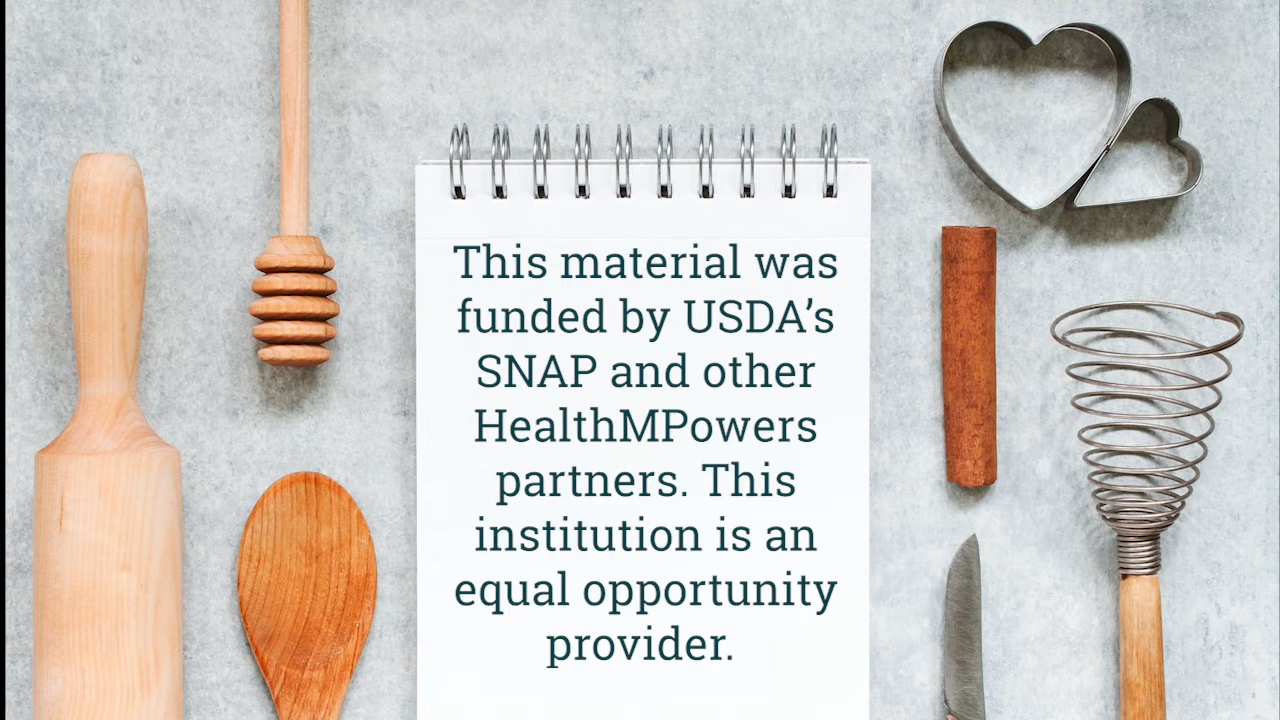 This material was
funded by USDA’s
SNAP and other
HealthMPowers
partners. This
institution is an
equal opportunity
provider.